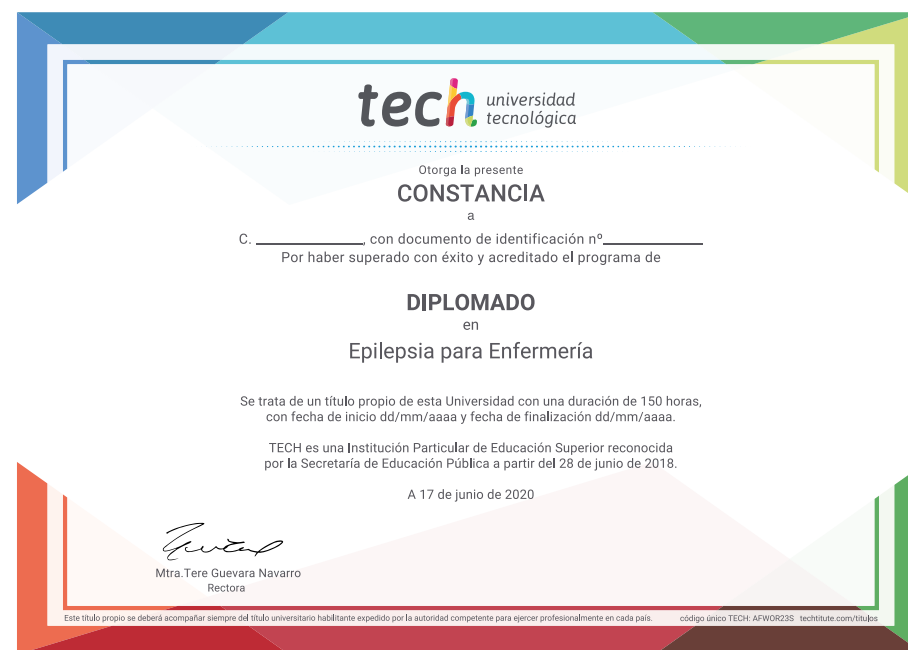 tech universidad
tecnológica
Otorga la presente
CONSTANCIA
a
C. ______________, con documento de identificación nº______________
Por haber superado con éxito y acreditado el programa de
DIPLOMADO
en
Epilepsia para Enfermería
Se trata de un título propio de esta Universidad con una duración de 150 horas,
con fecha de inicio dd/mm/aaaa y fecha de finalización dd/mm/aaaa.
TECH es una Institución Particular de Educación Superior reconocida
por la Secretaría de Educación Pública a partir del 28 de junio de 2018.
A 17 de junio de 2020
Mtra.Tere Guevara Navarro
Rectora
Este título propio se deberá acompañar siempre del título universitario habilitante expedido por la autoridad competente para ejercer profesionalmente en cada país. código único TECH: AFWOR23S techtitute.com/titulos